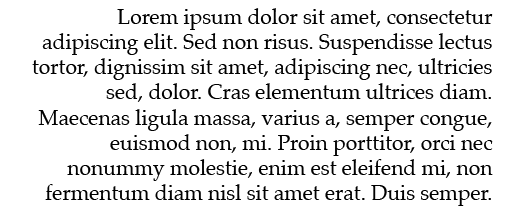 Lorem ipsum dolor sit amet, consectetur
adipiscing elit. Sed non risus. Suspendisse lectus
tortor, dignissim sit amet, adipiscing nec, ultricies
sed, dolor. Cras elementum ultrices diam.
Maecenas ligula massa, varius a, semper congue,
euismod non, mi. Proin porttitor, orci nec
nonummy molestie, enim est eleifend mi, non
fermentum diam nisl sit amet erat. Duis semper.